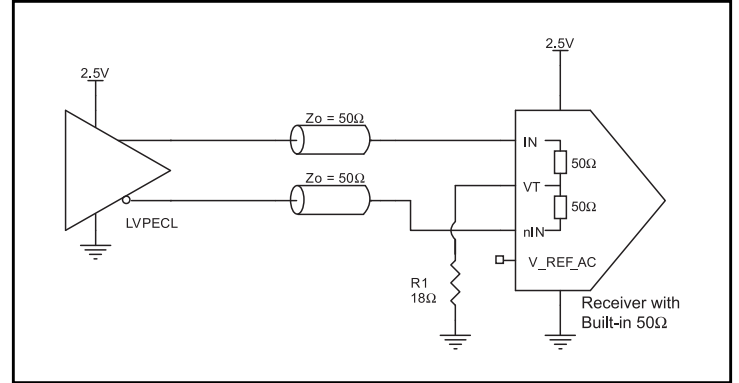 2.5V
2.5V
Zo = 50Ω
IN
50Ω
Zo = 50Ω
VT
50Ω
nIN
LVPECL
V_REF_AC
R1
18Ω
Receiver with
Built-in 50Ω